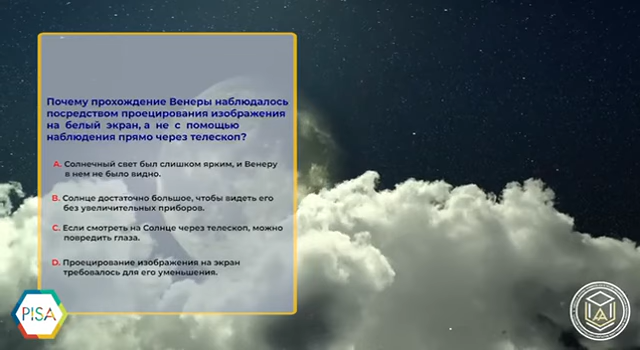 Почему прохождение Венеры наблюдалось
посредством проецирования изображения
на белый экран, а не с помощью
наблюдения прямо через телескоп?
A. Солнечный свет был слишком ярким, и Венеру
в нем не было видно.
B. Солнце достаточно большое, чтобы видеть его
без увеличительных приборов.
C. Если смотреть на Солнце через телескоп, можно
повредить глаза.
D. Проецирование изображения на экран
требовалось для его уменьшения.
PISA